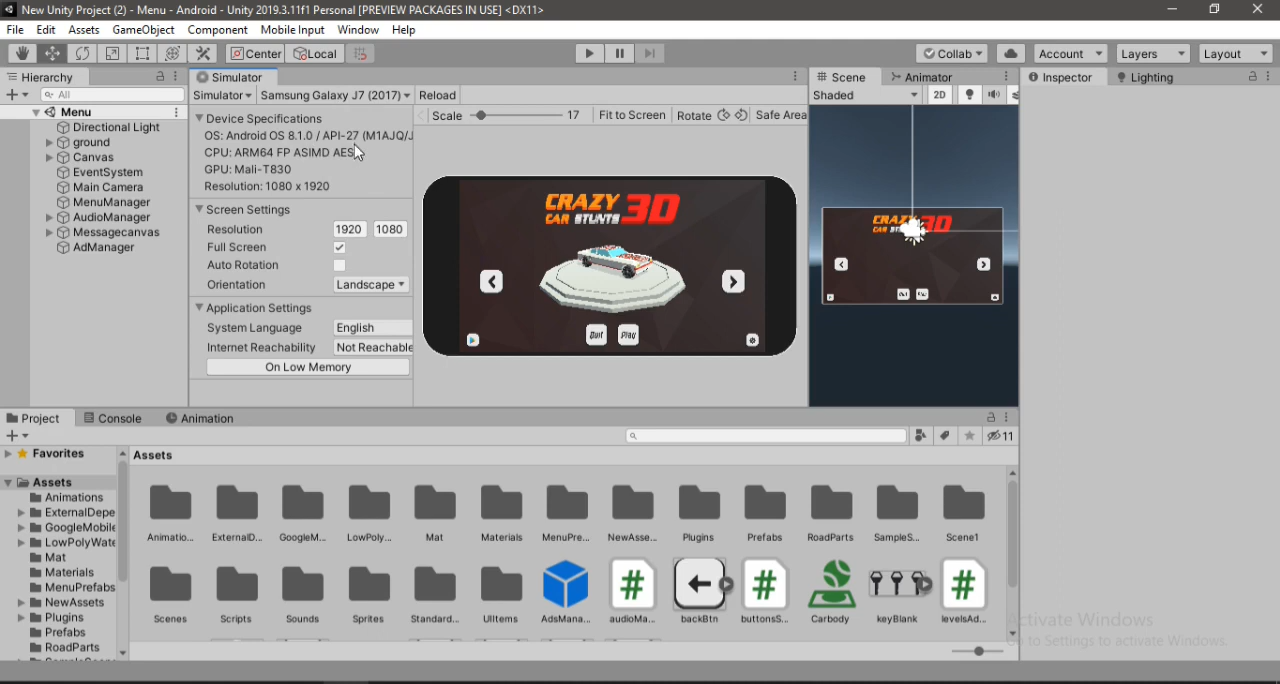 New Unity Project (2) - Menu - Android - Unity 2019.3.11f1 Personal [PREVIEW PACKAGES IN USE] <DX11>
File Edit Assets GameObject Component Mobile Input Window Help
Center Local Collab Account Layers Layout
Hierarchy
All
Menu
Directional Light
ground
Canvas
EventSystem
Main Camera
MenuManager
AudioManager
Messagecanvas
AdManager
Simulator
Simulator Samsung Galaxy J7 (2017) Reload
Device Specifications
OS: Android OS 8.1.0 / API-27 (M1AJQ/J
CPU: ARM64 FP ASIMD AES
GPU: Mali-T830
Resolution: 1080 x 1920
Screen Settings
Resolution 1920 1080
Full Screen
Auto Rotation
Orientation Landscape
Application Settings
System Language English
Internet Reachability Not Reachable
On Low Memory
Scale 17 Fit to Screen Rotate Safe Area
CRAZY 3D
CAR STUNTS
Quit Play
Scene Animator
Shaded 2D
CRAZ 3D
CAR
Quit Play
Inspector Lighting
Project Console Animation
11
Favorites
Assets
Animations
ExternalDepe
GoogleMobile
LowPolyWate
Mat
Materials
MenuPrefabs
NewAssets
Plugins
Prefabs
RoadParts
Assets
Animatio... ExternalD... GoogleM... LowPoly... Mat Materials MenuPre... NewAsse... Plugins Prefabs RoadParts SampleS... Scene1
Scenes Scripts Sounds Sprites Standard... UIItems AdsMana... audioMa... backBtn buttonsS... Carbody keyBlank levelsAd...
Activate Windows
Go to Settings to activate Windows.